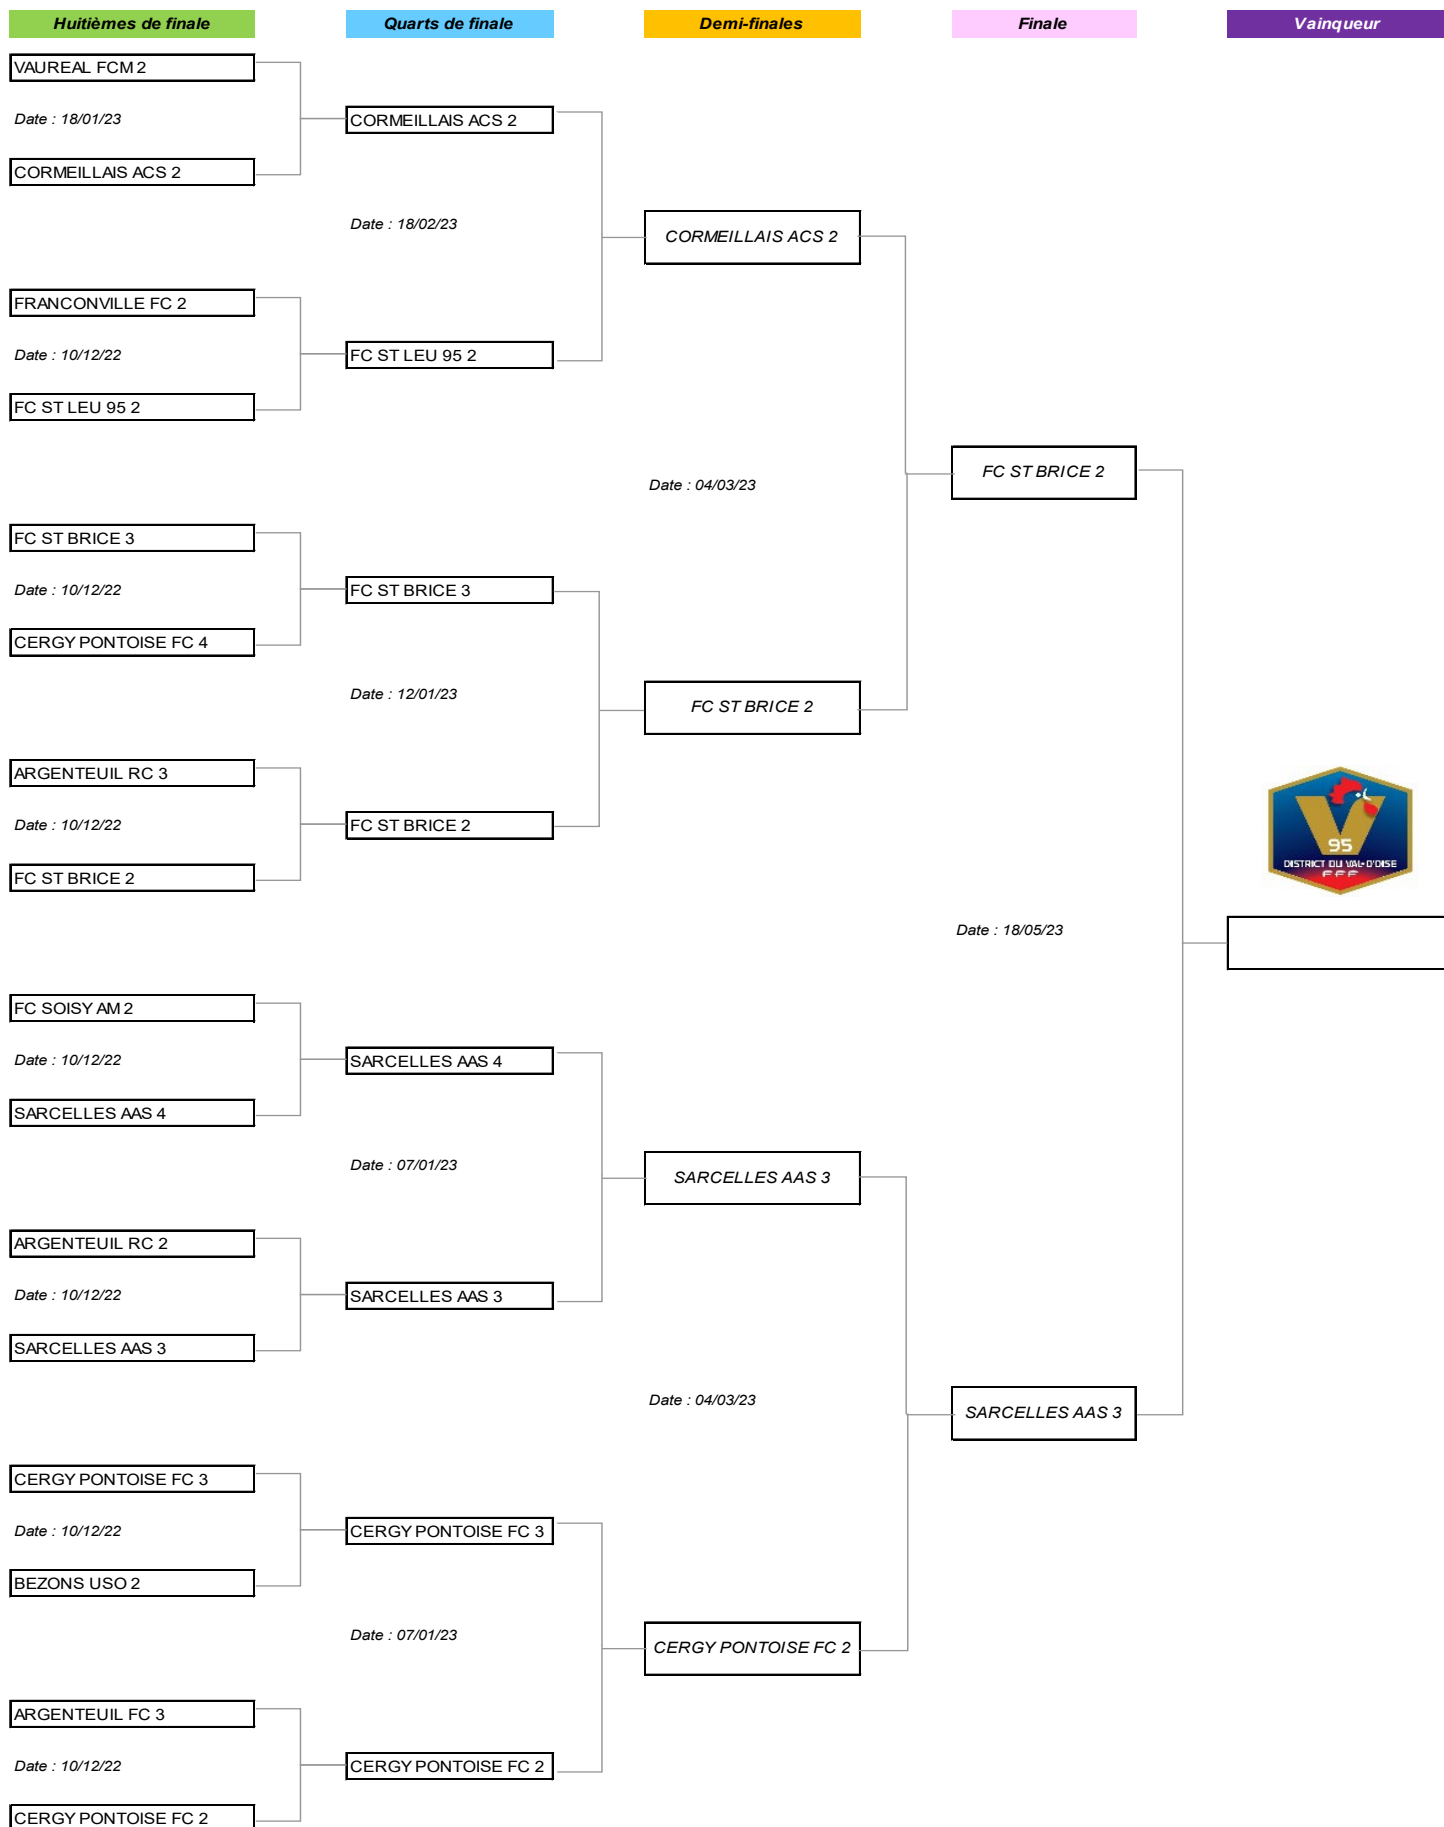 Huitièmes de finale
Quarts de finale
Demi-finales
Finale
Vainqueur
VAUREAL FCM 2
Date : 18/01/23
CORMEILLAIS ACS 2
CORMEILLAIS ACS 2
Date : 18/02/23
CORMEILLAIS ACS 2
FRANCONVILLE FC 2
Date : 10/12/22
FC ST LEU 95 2
FC ST LEU 95 2
Date : 04/03/23
FC ST BRICE 2
FC ST BRICE 3
Date : 10/12/22
FC ST BRICE 3
CERGY PONTOISE FC 4
Date : 12/01/23
FC ST BRICE 2
ARGENTEUIL RC 3
Date : 10/12/22
FC ST BRICE 2
FC ST BRICE 2
95
DISTRICT DU VAL-D'OISE
FFF
Date : 18/05/23
FC SOISY AM 2
Date : 10/12/22
SARCELLES AAS 4
SARCELLES AAS 4
Date : 07/01/23
SARCELLES AAS 3
ARGENTEUIL RC 2
Date : 10/12/22
SARCELLES AAS 3
SARCELLES AAS 3
Date : 04/03/23
SARCELLES AAS 3
CERGY PONTOISE FC 3
Date : 10/12/22
CERGY PONTOISE FC 3
BEZONS USO 2
Date : 07/01/23
CERGY PONTOISE FC 2
ARGENTEUIL FC 3
Date : 10/12/22
CERGY PONTOISE FC 2
CERGY PONTOISE FC 2